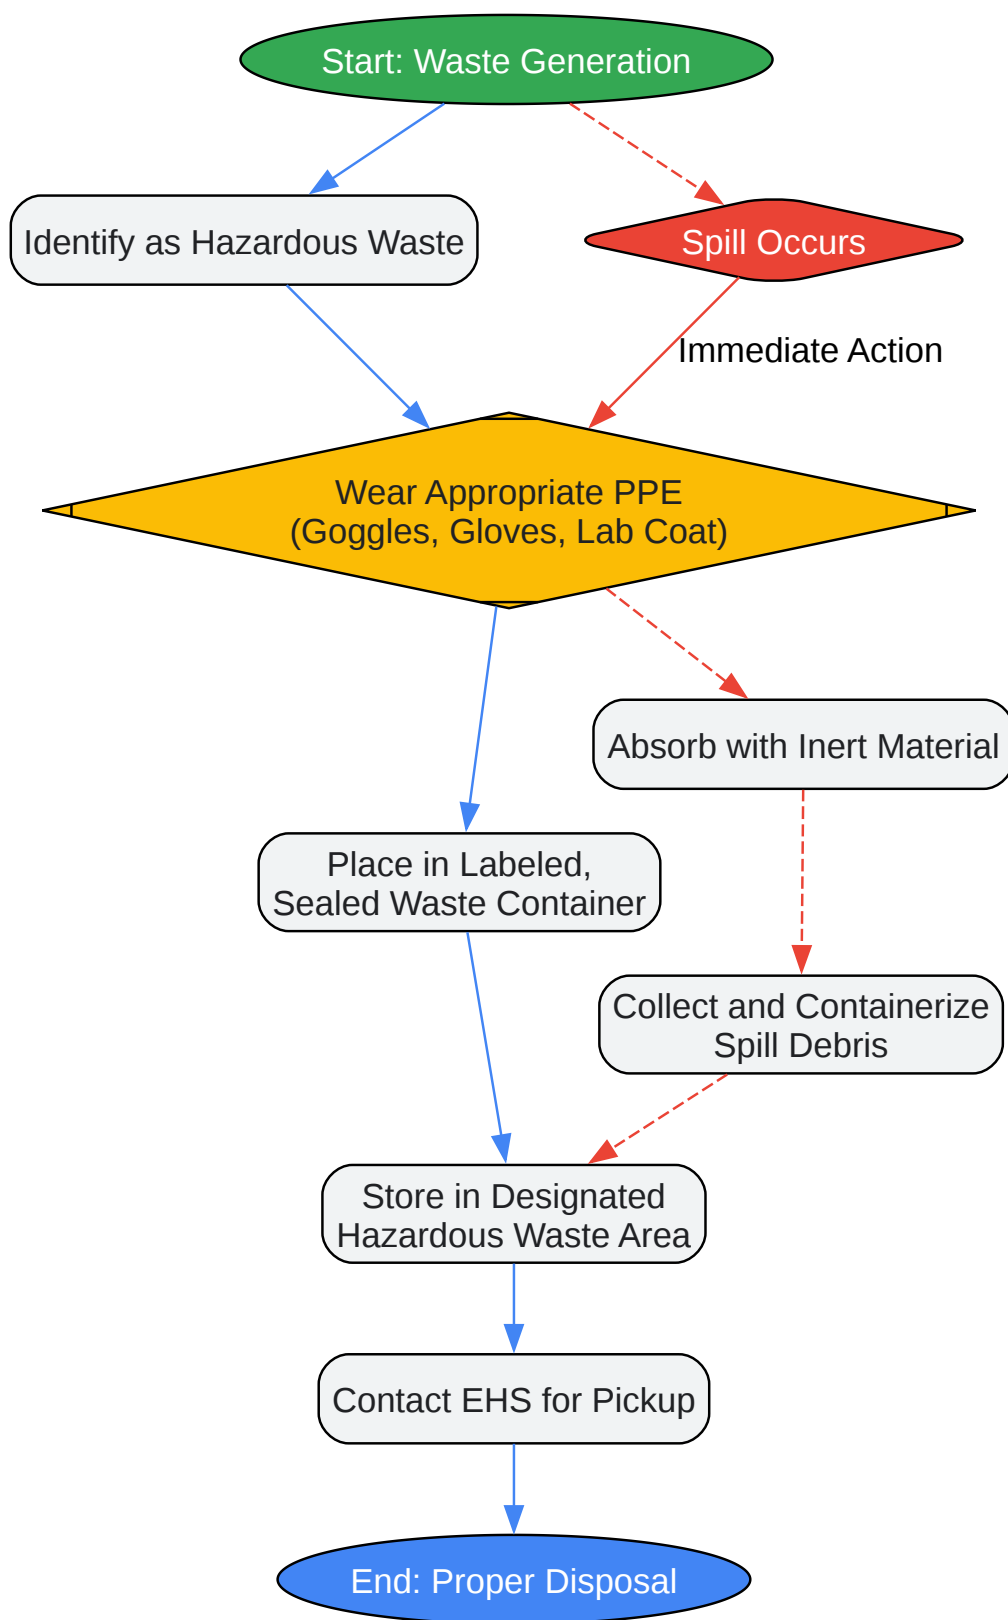 Start: Waste Generation
Identify as Hazardous Waste
Spill Occurs
Immediate Action
Wear Appropriate PPE
(Goggles, Gloves, Lab Coat)
Absorb with Inert Material
Place in Labeled,
Sealed Waste Container
Collect and Containerize
Spill Debris
Store in Designated
Hazardous Waste Area
Contact EHS for Pickup
End: Proper Disposal